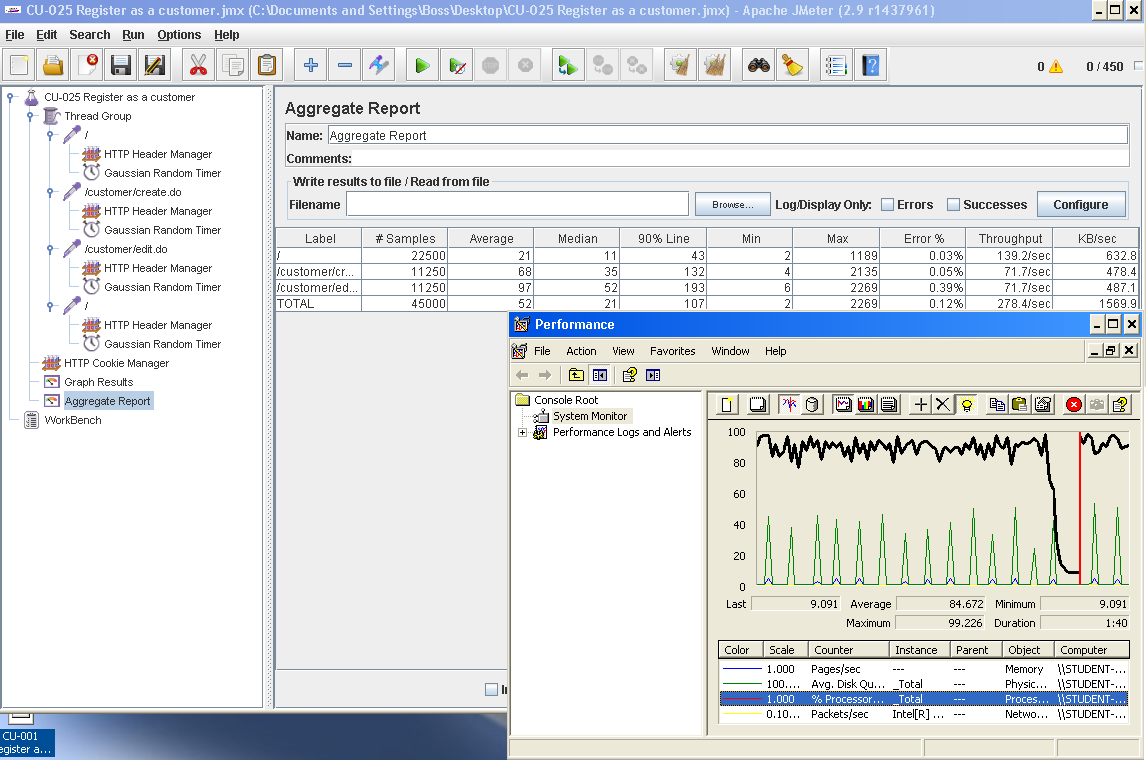 CU-025 Register as a customer.jmx (C:\Documents and Settings\Boss\Desktop\CU-025 Register as a customer.jmx) - Apache JMeter (2.9 r1437961)
File Edit Search Run Options Help
0 0 / 450
CU-025 Register as a customer
Thread Group
/
HTTP Header Manager
Gaussian Random Timer
/customer/create.do
HTTP Header Manager
Gaussian Random Timer
/customer/edit.do
HTTP Header Manager
Gaussian Random Timer
/
HTTP Header Manager
Gaussian Random Timer
HTTP Cookie Manager
Graph Results
Aggregate Report
WorkBench
Aggregate Report
Name: Aggregate Report
Comments:
Write results to file / Read from file
Filename Browse... Log/Display Only: Errors Successes Configure
Label # Samples Average Median 90% Line Min Max Error % Throughput KB/sec
/ 22500 21 11 43 2 1189 0.03% 139.2/sec 632.8
/customer/cr... 11250 68 35 132 4 2135 0.05% 71.7/sec 478.4
/customer/ed... 11250 97 52 193 6 2269 0.39% 71.7/sec 487.1
TOTAL 45000 52 21 107 2 2269 0.12% 278.4/sec 1569.9
Performance
File Action View Favorites Window Help
Console Root
System Monitor
Performance Logs and Alerts
100
80
60
40
20
0
Last 9.091 Average 84.672 Minimum 9.091
Maximum 99.226 Duration 1:40
Color Scale Counter Instance Parent Object Computer
1.000 Pages/sec --- --- Memory \\STUDENT-...
100.... Avg. Disk Qu... _Total --- Physic... \\STUDENT-...
1.000 % Processor... _Total --- Proces... \\STUDENT-...
0.10... Packets/sec Intel[R] ... --- Netwo... \\STUDENT-...
CU-001
egister a...